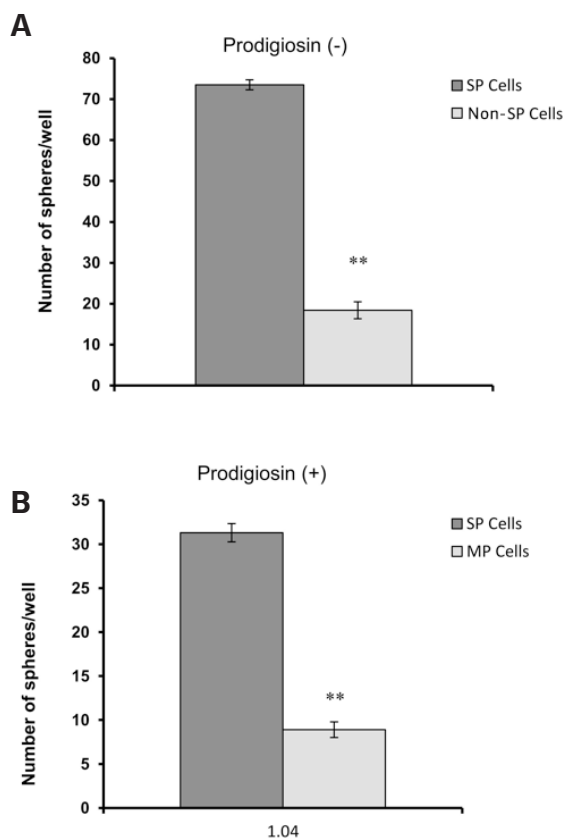 A
Prodigiosin (-)
Number of spheres/well
80
70
60
50
40
30
20
10
0
**
SP Cells
Non-SP Cells
B
Prodigiosin (+)
Number of spheres/well
35
30
25
20
15
10
5
0
**
1.04
SP Cells
MP Cells